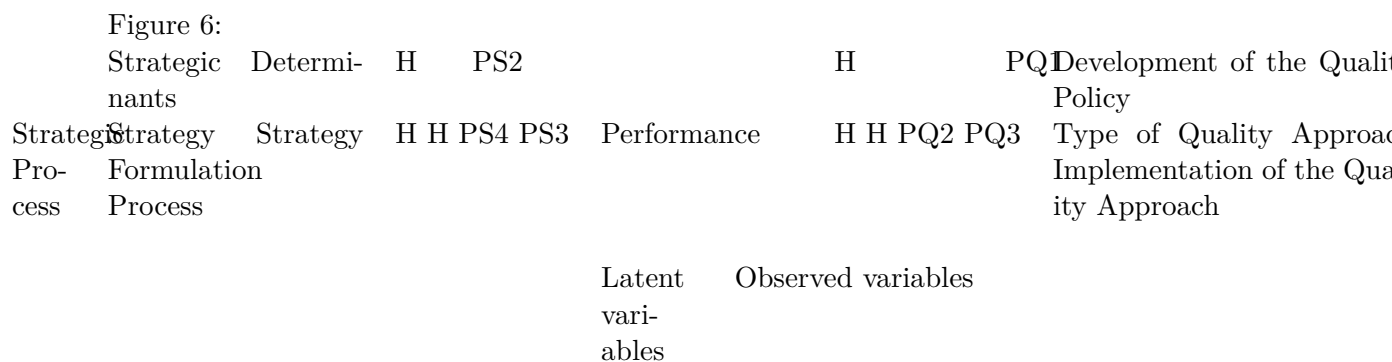 Figure 6:
Strategic Determi- H PS2 H PQ1 Development of the Qualit
nants Policy
Strategic Strategy Strategy H H PS4 PS3 Performance H H PQ2 PQ3 Type of Quality Approac
Pro- Formulation Implementation of the Qua
cess Process ity Approach
Latent Observed variables
vari-
ables